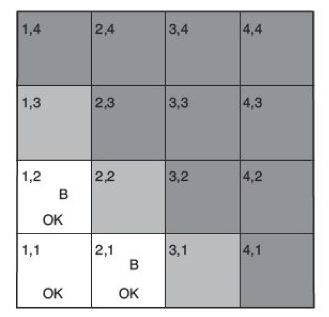 1,4 2,4 3,4 4,4
1,3 2,3 3,3 4,3
1,2 2,2 3,2 4,2
B
OK
1,1 2,1 3,1 4,1
B
OK OK